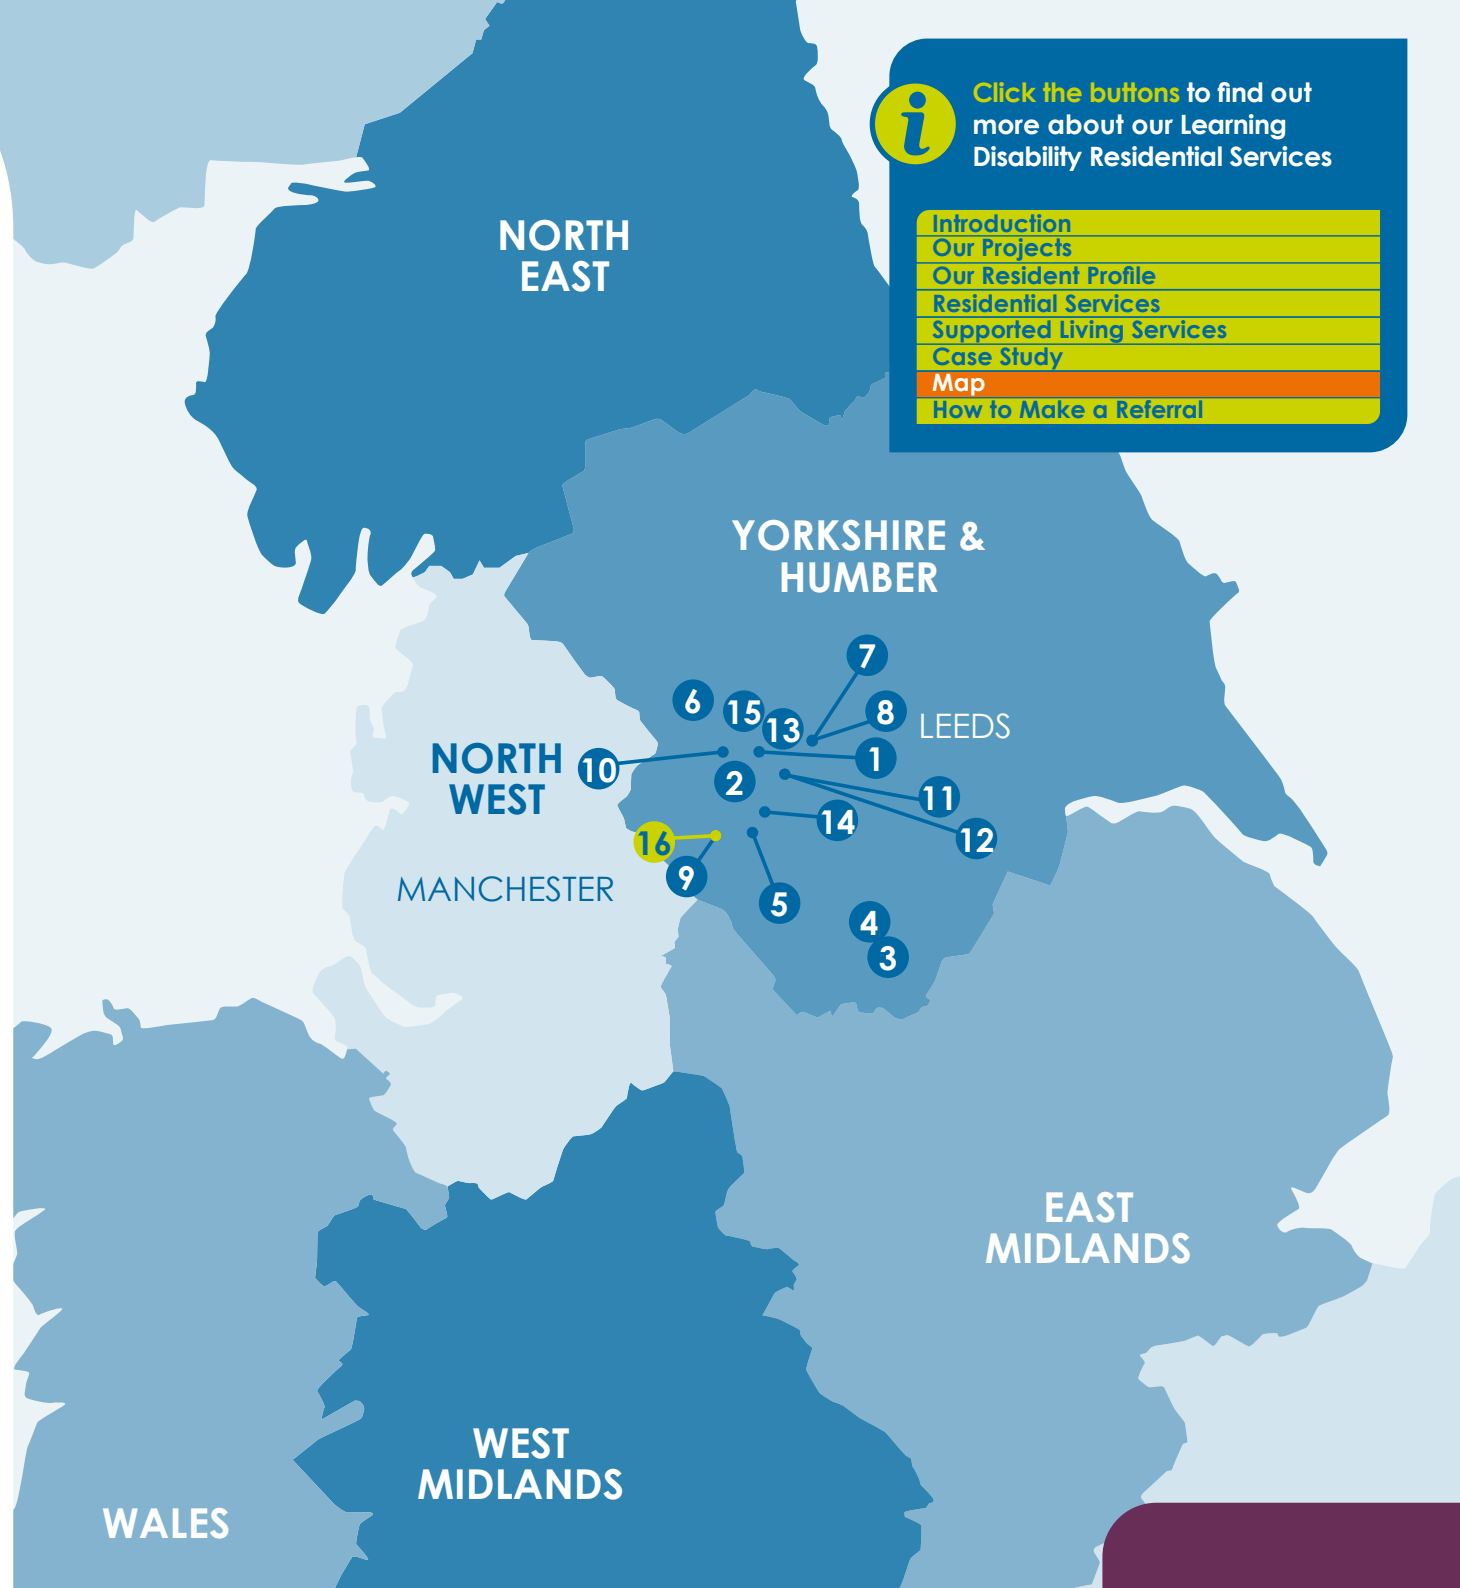 Click the buttons to find out
more about our Learning
Disability Residential Services
Introduction
Our Projects
Our Resident Profile
Residential Services
Supported Living Services
Case Study
Map
How to Make a Referral
NORTH
EAST
YORKSHIRE &
HUMBER
7
6
15
13
8
LEEDS
NORTH
WEST
10
2
1
11
14
12
16
9
MANCHESTER
5
4
3
EAST
MIDLANDS
WEST
MIDLANDS
WALES